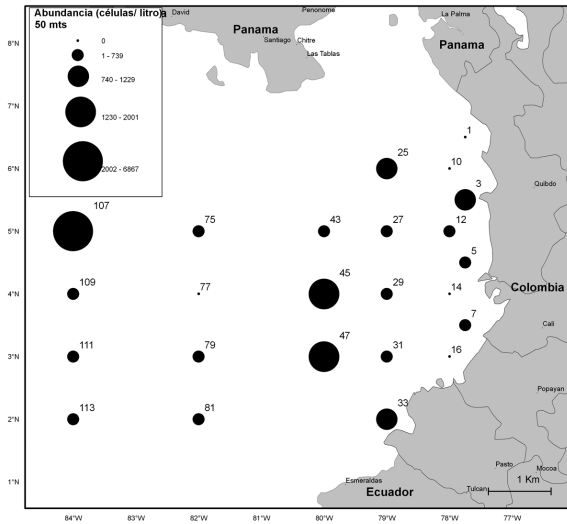 Abundancia (células/ litro)a
50 mts
0
1 - 739
740 - 1229
1230 - 2001
2002 - 6867
David
Penonome
Panama
Santiago
Chitre
Las Tablas
La Palma
Panama
8°N
7°N
1
25
10
6°N
3
Quibdo
107
75
43
27
12
5°N
5
109
77
45
29
14
Colombia
4°N
7
Cali
111
79
47
31
16
3°N
Popayan
113
81
33
2°N
Pasto
Mocoa
1°N
Esmeraldas
1 Km
Tulcan
Ecuador
84°W
82°W
80°W
79°W
78°W
77°W